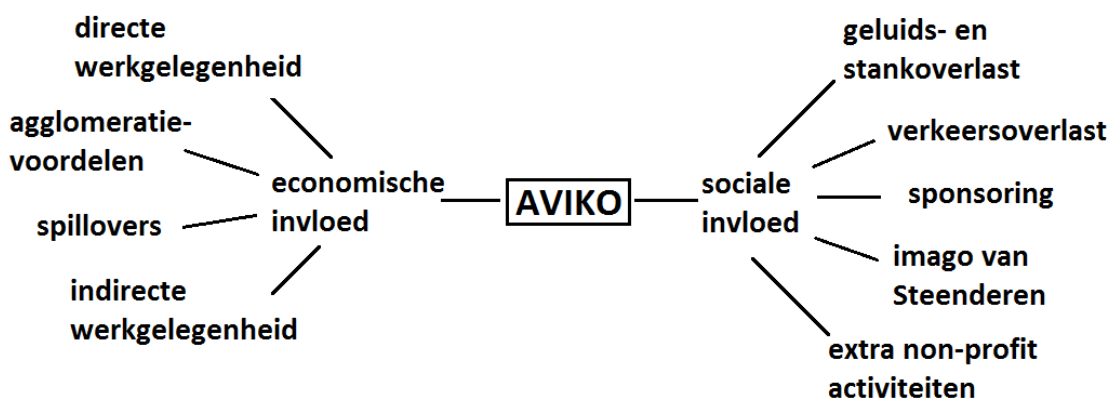 directe
werkgelegenheid
agglomeratie-
voordelen
spillovers
indirecte
werkgelegenheid
economische
invloed
AVIKO
sociale
invloed
geluids- en
stankoverlast
verkeersoverlast
sponsoring
imago van
Steenderen
extra non-profit
activiteiten